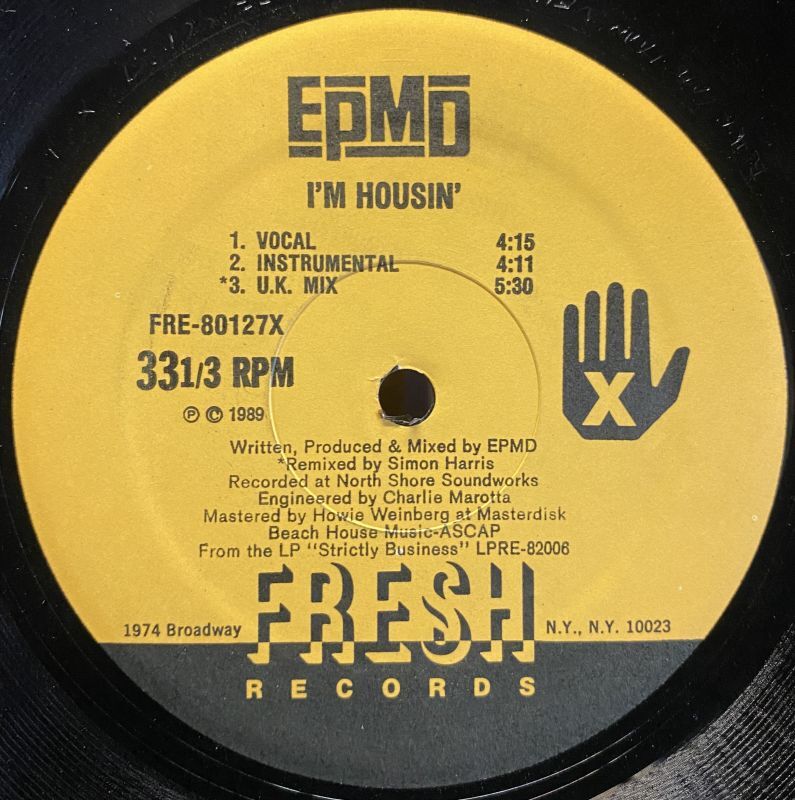 EPMD
I'M HOUSIN'
1. VOCAL 4:15
2. INSTRUMENTAL 4:11
*3. U.K. MIX 5:30
FRE-80127X
33 1/3 RPM
X
℗ © 1989
Written, Produced & Mixed by EPMD
*Remixed by Simon Harris
Recorded at North Shore Soundworks
Engineered by Charlie Marotta
Mastered by Howie Weinberg at Masterdisk
Beach House Music-ASCAP
From the LP "Strictly Business" LPRE-82006
FRESH
1974 Broadway N.Y., N.Y. 10023
RECORDS